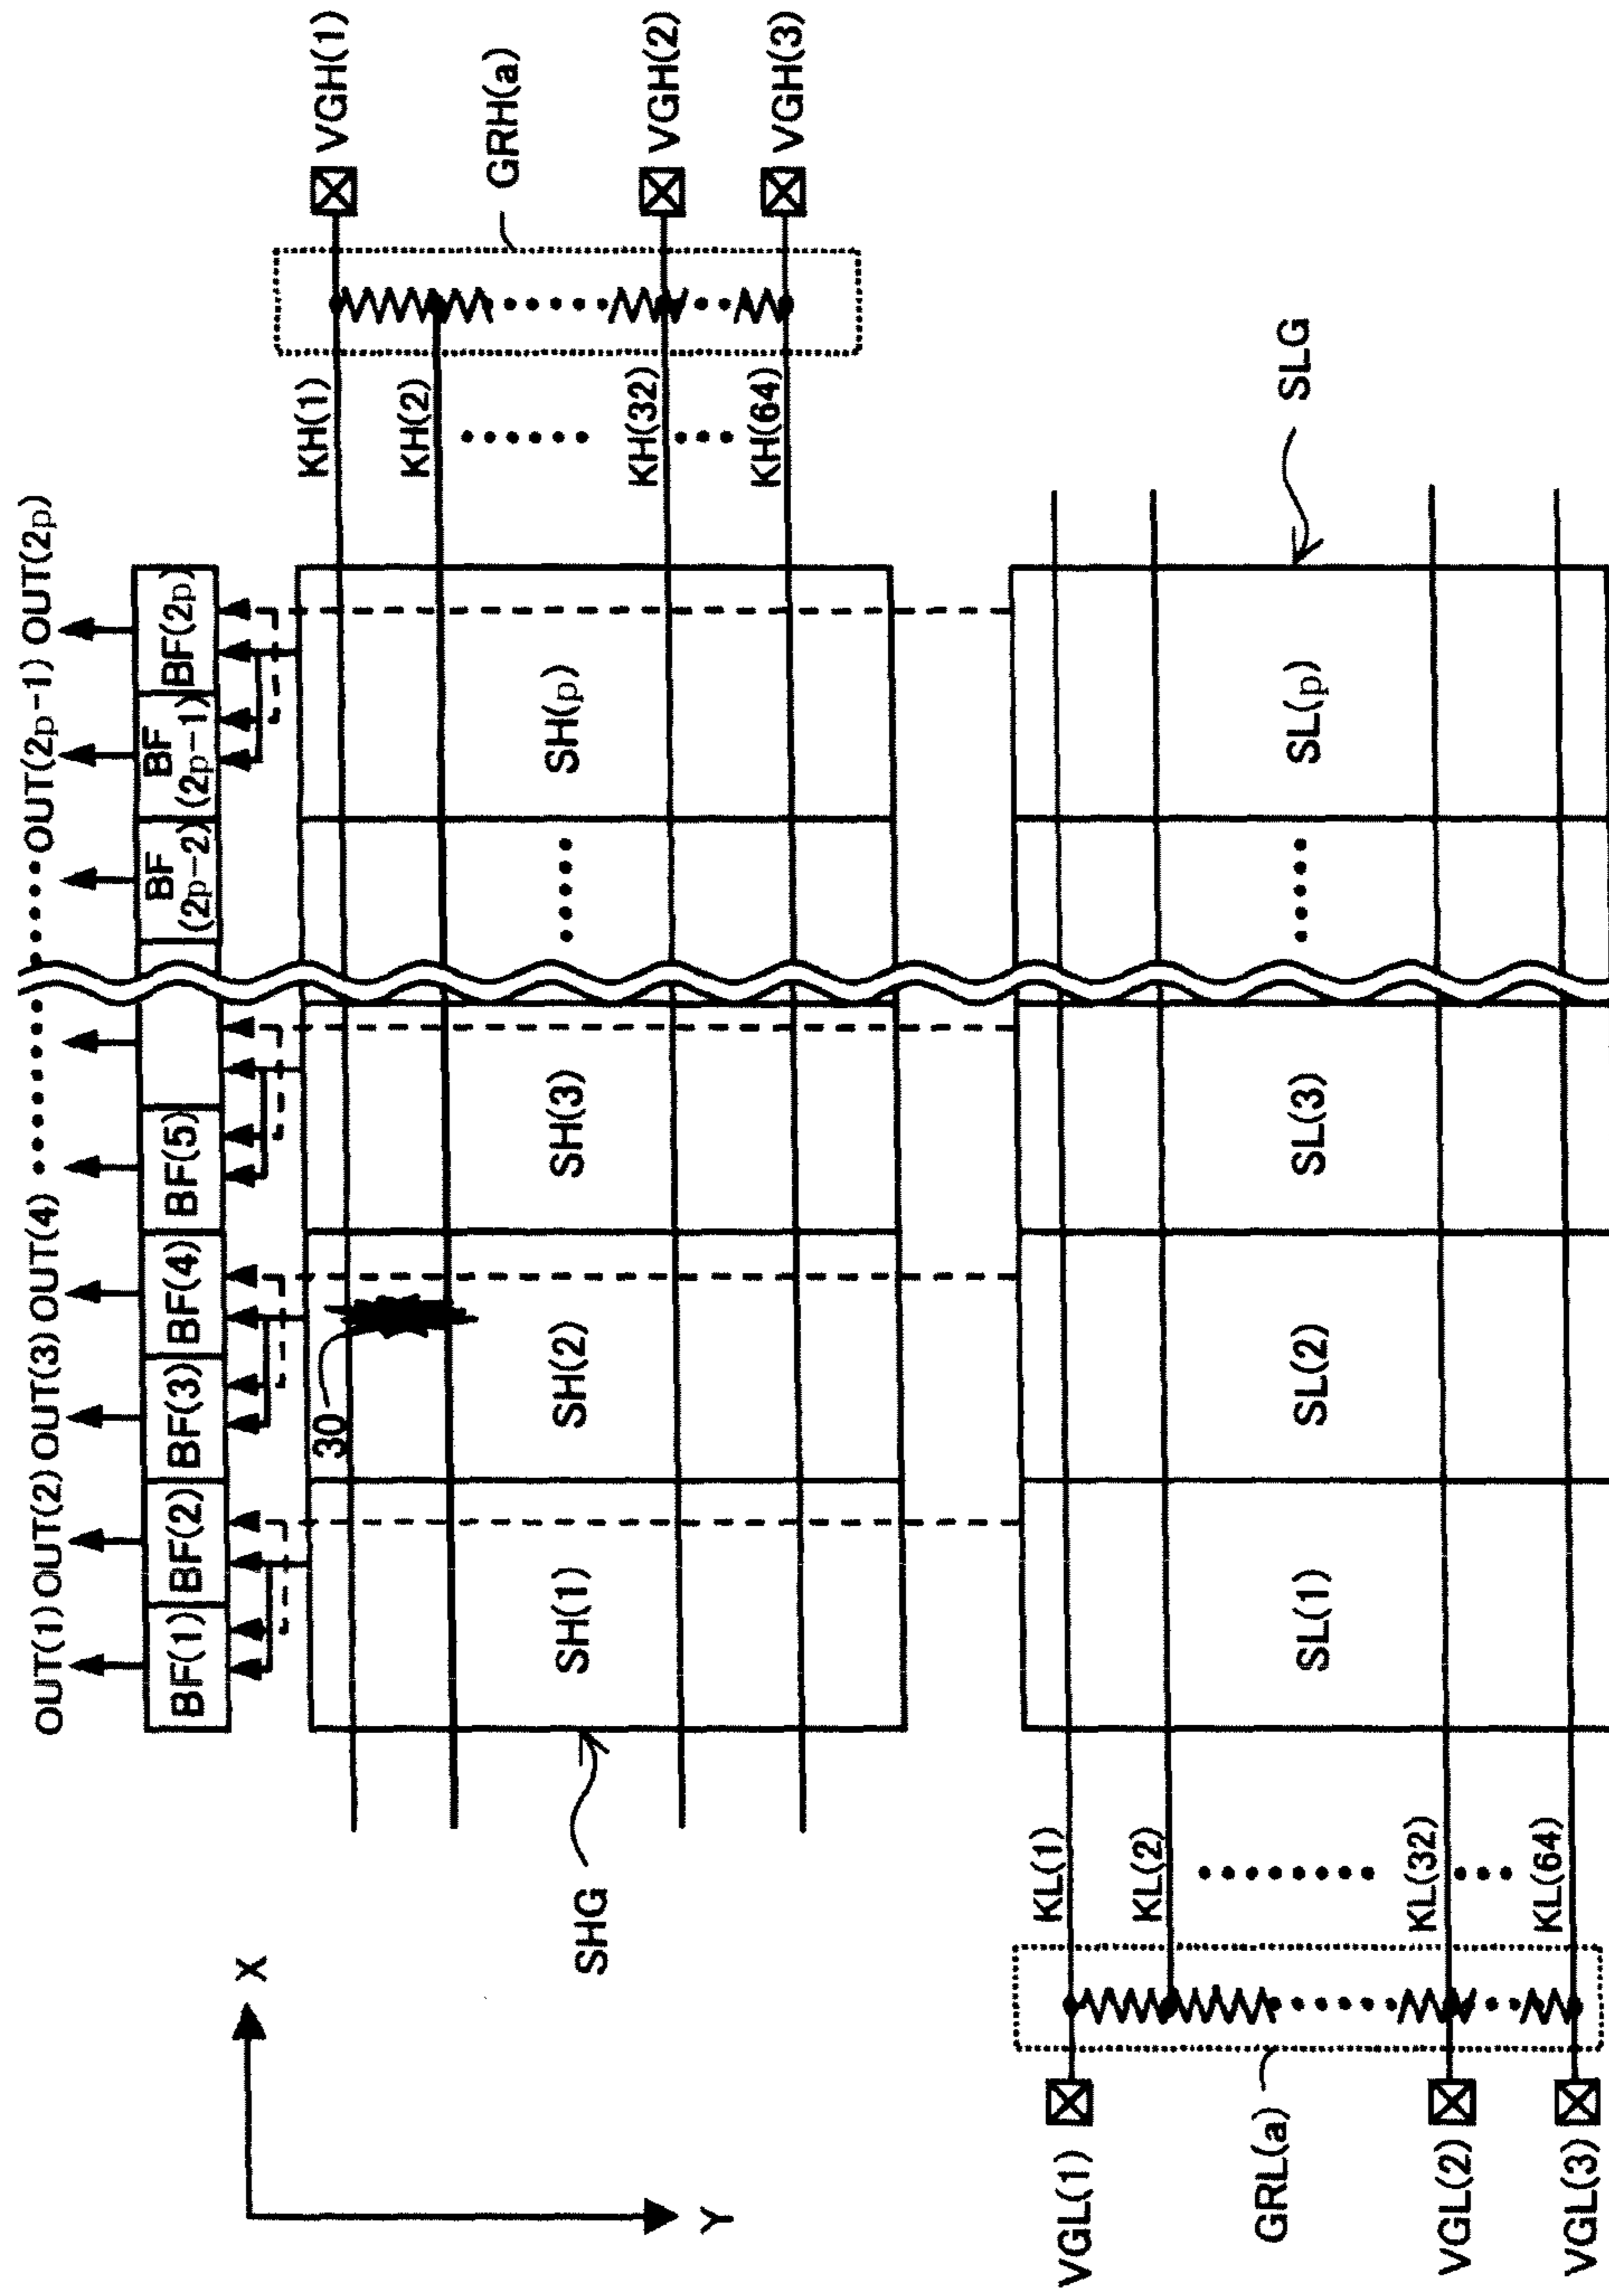 OUT(1) OUT(2) OUT(3) OUT(4) OUT(2p-1) OUT(2p)
BF(1) BF(2) BF(3) BF(4) BF(5) BF (2p-2) BF (2p-1) BF(2p)
VGH(1)
GRH(a)
VGH(2)
VGH(3)
KH(1)
KH(2)
KH(32)
KH(64)
30
SH(1) SH(2) SH(3) SH(p)
SHG
X
Y
SLG
SL(1) SL(2) SL(3) SL(p)
KL(1)
KL(2)
KL(32)
KL(64)
VGL(1)
GRL(a)
VGL(2)
VGL(3)